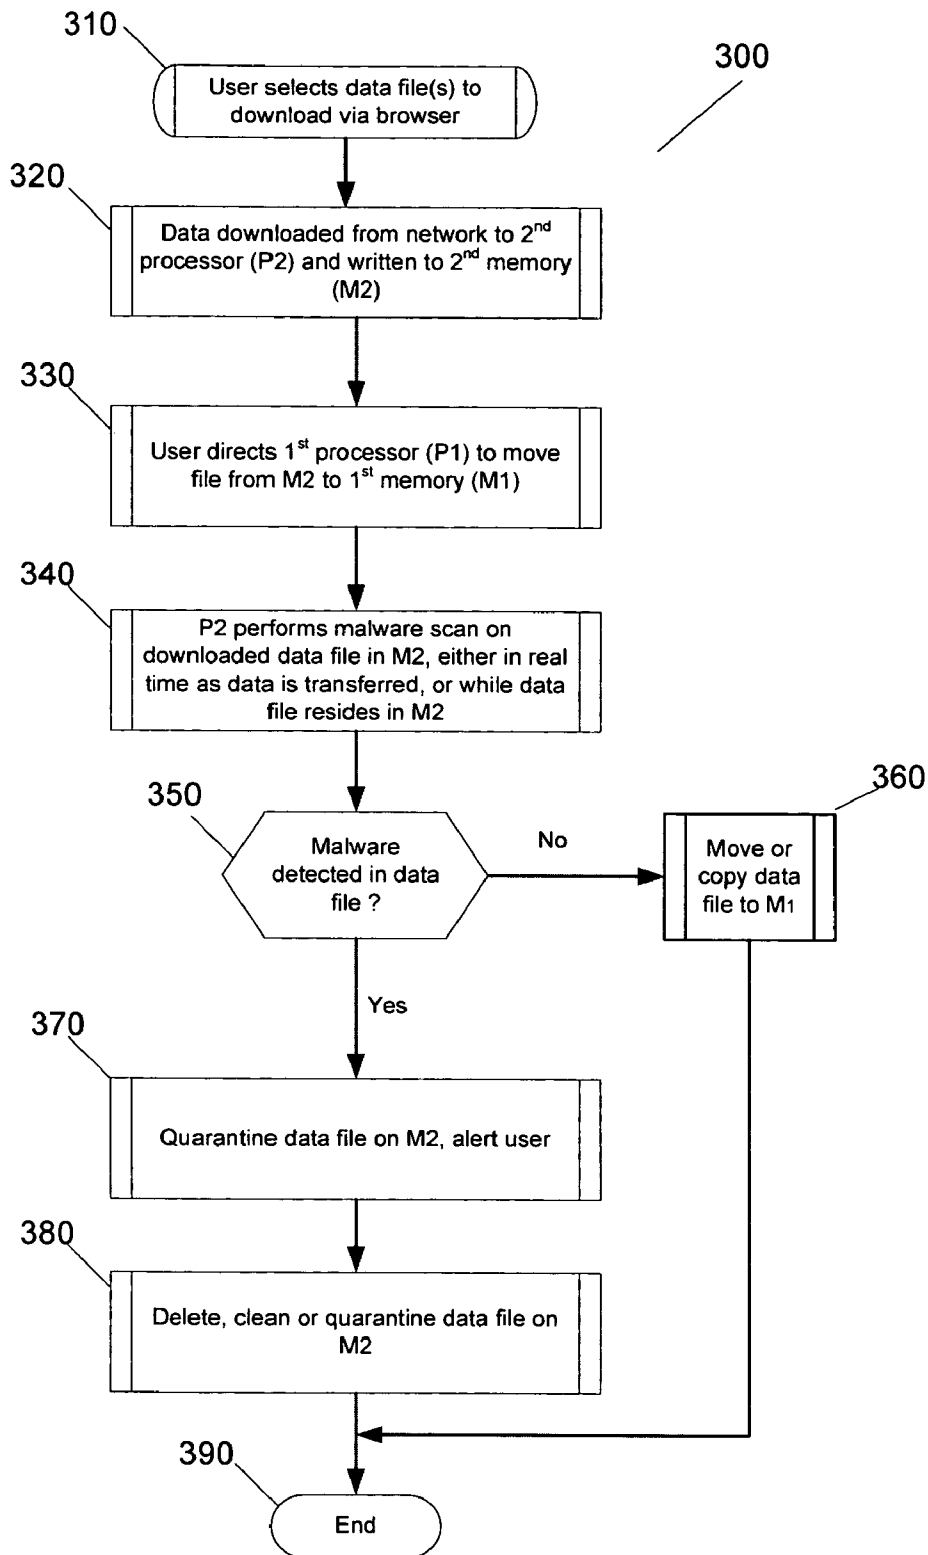 310
300
User selects data file(s) to
download via browser
320
Data downloaded from network to 2nd
processor (P2) and written to 2nd memory
(M2)
330
User directs 1st processor (P1) to move
file from M2 to 1st memory (M1)
340
P2 performs malware scan on
downloaded data file in M2, either in real
time as data is transferred, or while data
file resides in M2
350
360
Malware
detected in data
file ?
No
Move or
copy data
file to M1
Yes
370
Quarantine data file on M2, alert user
380
Delete, clean or quarantine data file on
M2
390
End